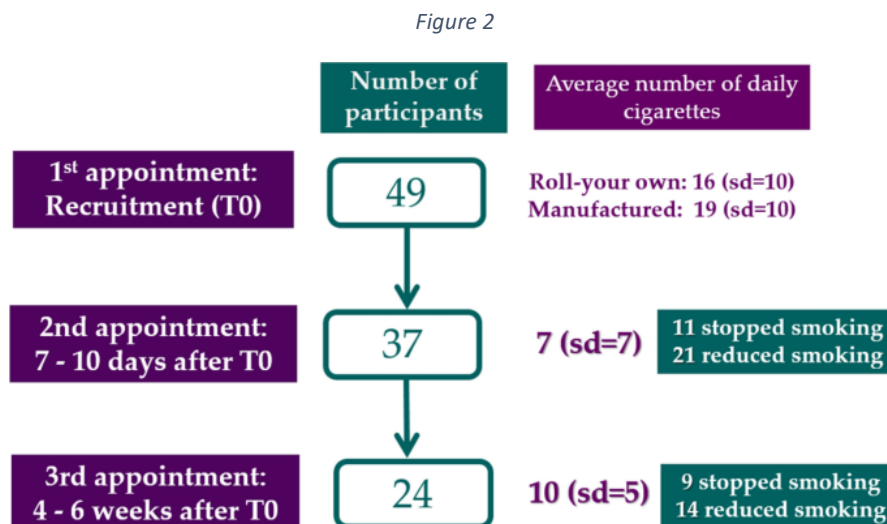 Figure 2
Number of
participants
Average number of daily
cigarettes
1st appointment:
Recruitment (T0)
49
Roll-your own: 16 (sd=10)
Manufactured: 19 (sd=10)
2nd appointment:
7 - 10 days after T0
37
7 (sd=7)
11 stopped smoking
21 reduced smoking
3rd appointment:
4 - 6 weeks after T0
24
10 (sd=5)
9 stopped smoking
14 reduced smoking